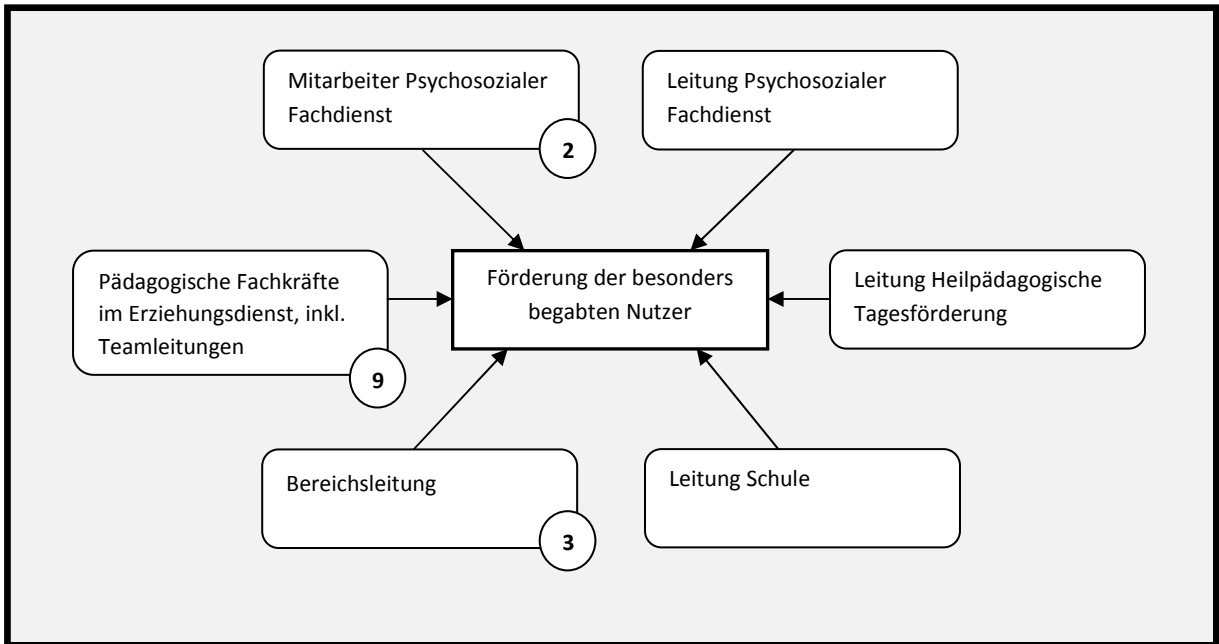 Mitarbeiter Psychosozialer
Fachdienst
2
Leitung Psychosozialer
Fachdienst
Pädagogische Fachkräfte
im Erziehungsdienst, inkl.
Teamleitungen
9
Förderung der besonders
begabten Nutzer
Leitung Heilpädagogische
Tagesförderung
Bereichsleitung
3
Leitung Schule